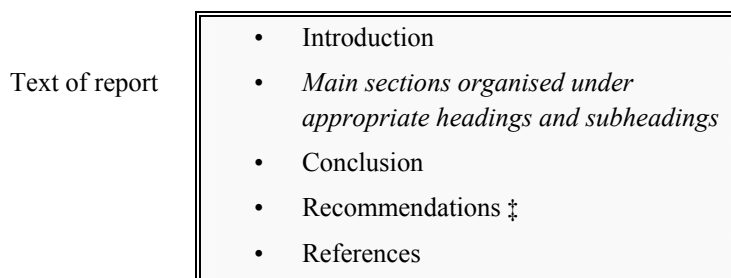 • Introduction
Text of report • Main sections organised under
appropriate headings and subheadings
• Conclusion
• Recommendations ‡
• References